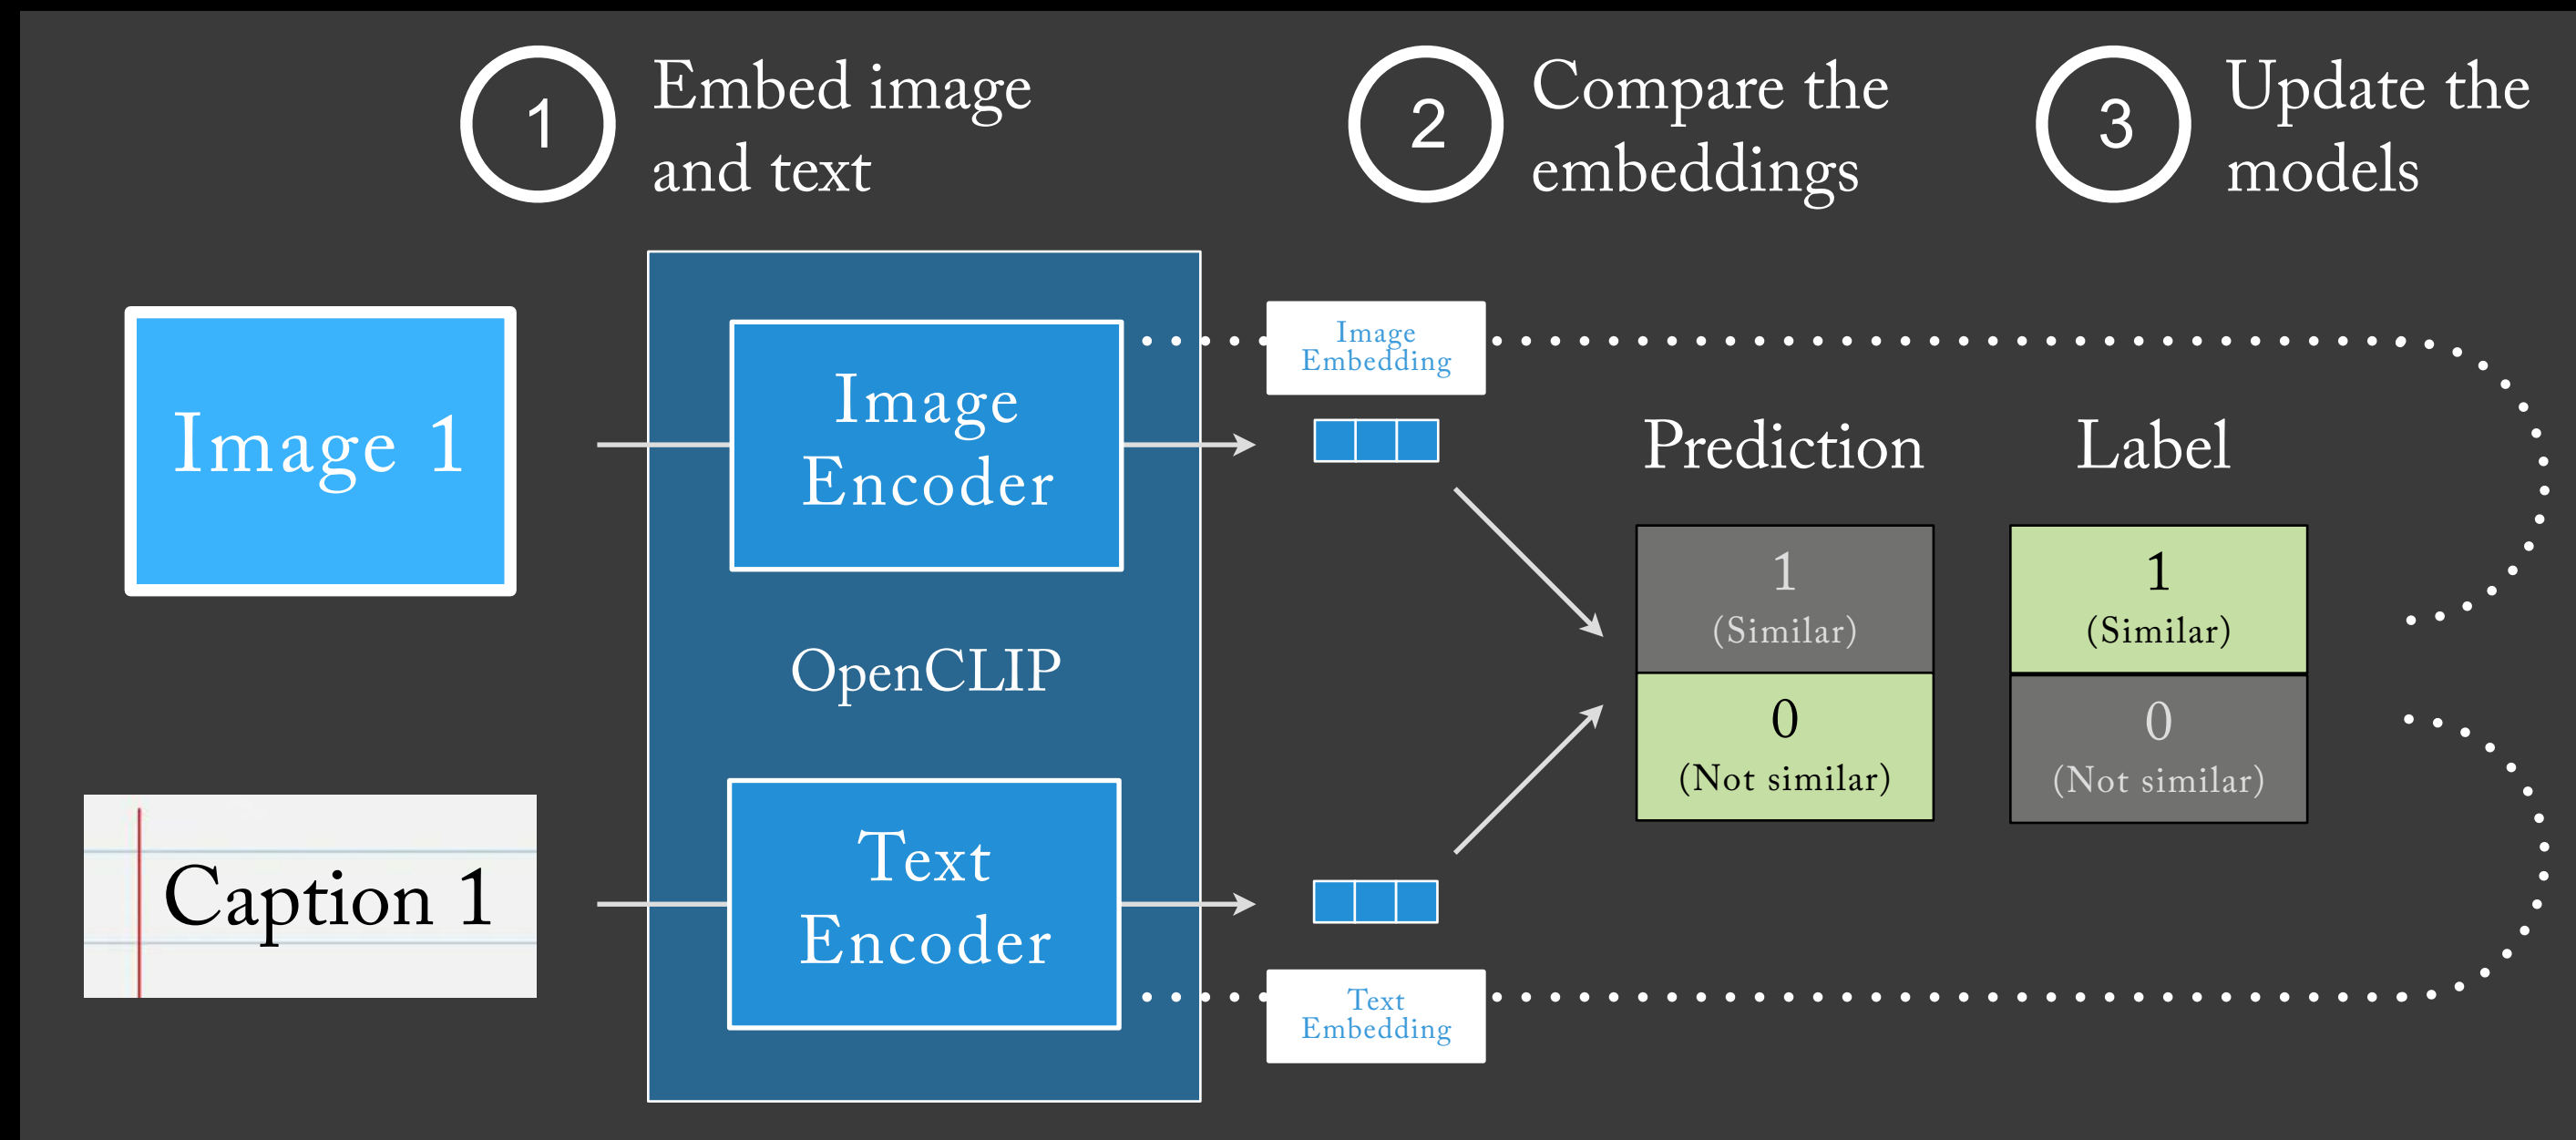 1
Embed image
and text
2
Compare the
embeddings
3
Update the
models
Image 1
Image
Encoder
OpenCLIP
Caption 1
Text
Encoder
Image
Embedding
Text
Embedding
Prediction
1
(Similar)
0
(Not similar)
Label
1
(Similar)
0
(Not similar)